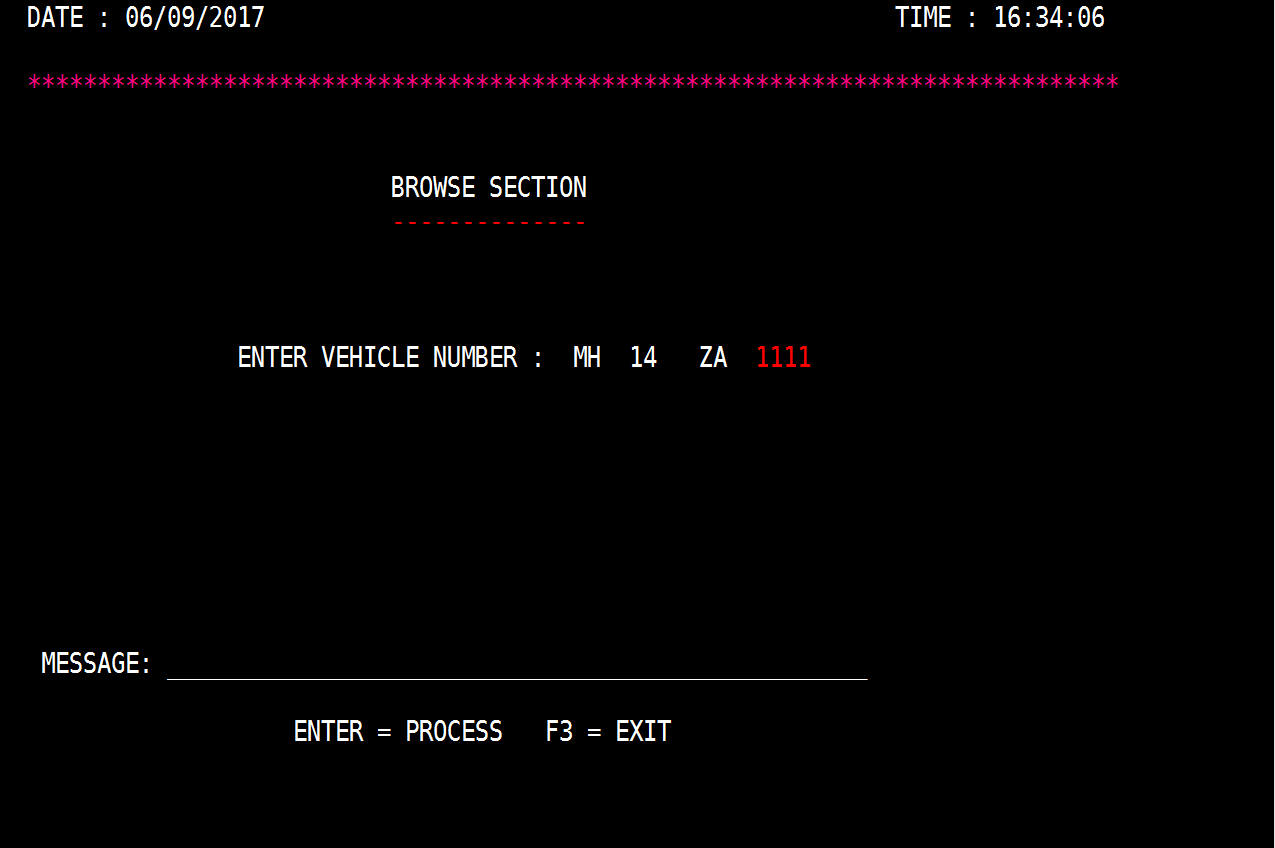 DATE : 06/09/2017 TIME : 16:34:06
******************************************************************************
BROWSE SECTION
--------------
ENTER VEHICLE NUMBER : MH 14 ZA 1111
MESSAGE: __________________________________________________
ENTER = PROCESS F3 = EXIT